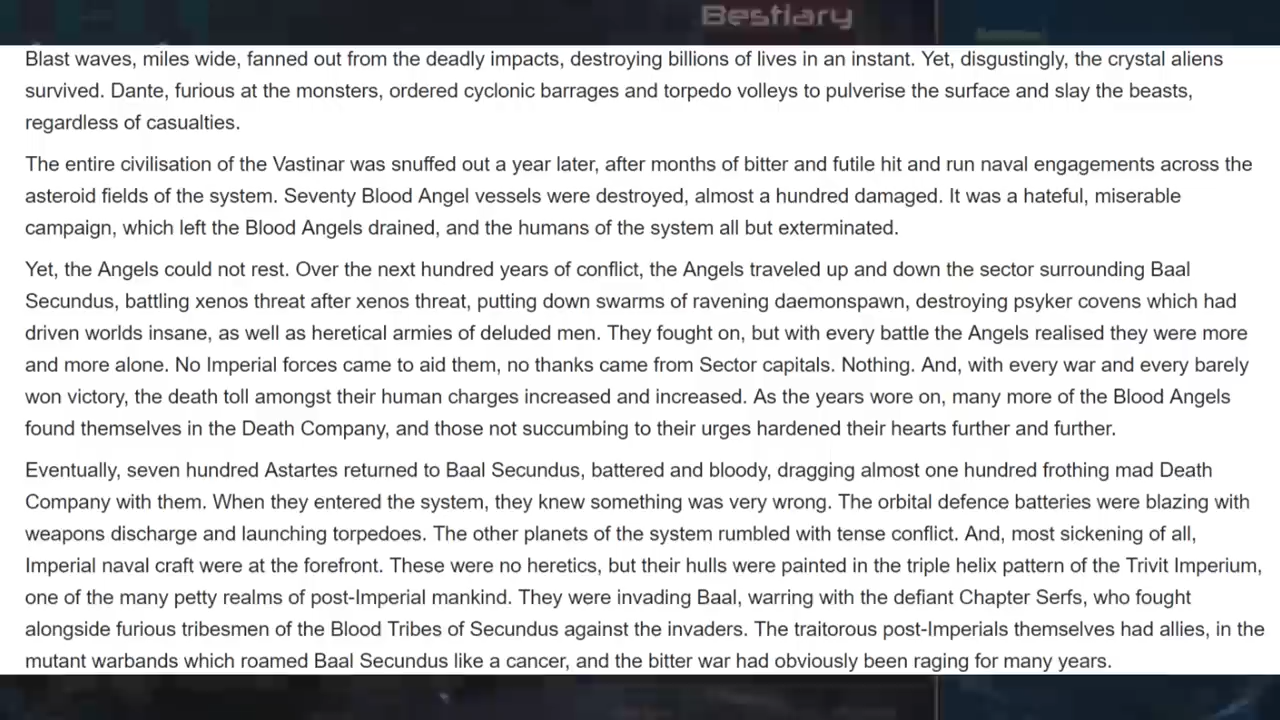 Bestiary
Blast waves, miles wide, fanned out from the deadly impacts, destroying billions of lives in an instant. Yet, disgustingly, the crystal aliens
survived. Dante, furious at the monsters, ordered cyclonic barrages and torpedo volleys to pulverise the surface and slay the beasts,
regardless of casualties.
The entire civilisation of the Vastinar was snuffed out a year later, after months of bitter and futile hit and run naval engagements across the
asteroid fields of the system. Seventy Blood Angel vessels were destroyed, almost a hundred damaged. It was a hateful, miserable
campaign, which left the Blood Angels drained, and the humans of the system all but exterminated.
Yet, the Angels could not rest. Over the next hundred years of conflict, the Angels traveled up and down the sector surrounding Baal
Secundus, battling xenos threat after xenos threat, putting down swarms of ravening daemonspawn, destroying psyker covens which had
driven worlds insane, as well as heretical armies of deluded men. They fought on, but with every battle the Angels realised they were more
and more alone. No Imperial forces came to aid them, no thanks came from Sector capitals. Nothing. And, with every war and every barely
won victory, the death toll amongst their human charges increased and increased. As the years wore on, many more of the Blood Angels
found themselves in the Death Company, and those not succumbing to their urges hardened their hearts further and further.
Eventually, seven hundred Astartes returned to Baal Secundus, battered and bloody, dragging almost one hundred frothing mad Death
Company with them. When they entered the system, they knew something was very wrong. The orbital defence batteries were blazing with
weapons discharge and launching torpedoes. The other planets of the system rumbled with tense conflict. And, most sickening of all,
Imperial naval craft were at the forefront. These were no heretics, but their hulls were painted in the triple helix pattern of the Trivit Imperium,
one of the many petty realms of post-Imperial mankind. They were invading Baal, warring with the defiant Chapter Serfs, who fought
alongside furious tribesmen of the Blood Tribes of Secundus against the invaders. The traitorous post-Imperials themselves had allies, in the
mutant warbands which roamed Baal Secundus like a cancer, and the bitter war had obviously been raging for many years.